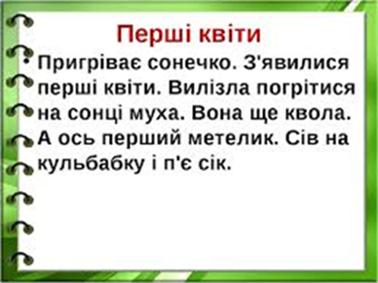 Перші квіти
• Пригріває сонечко. З'явилися
перші квіти. Вилізла погрітися
на сонці муха. Вона ще квола.
А ось перший метелик. Сів на
кульбабку і п'є сік.